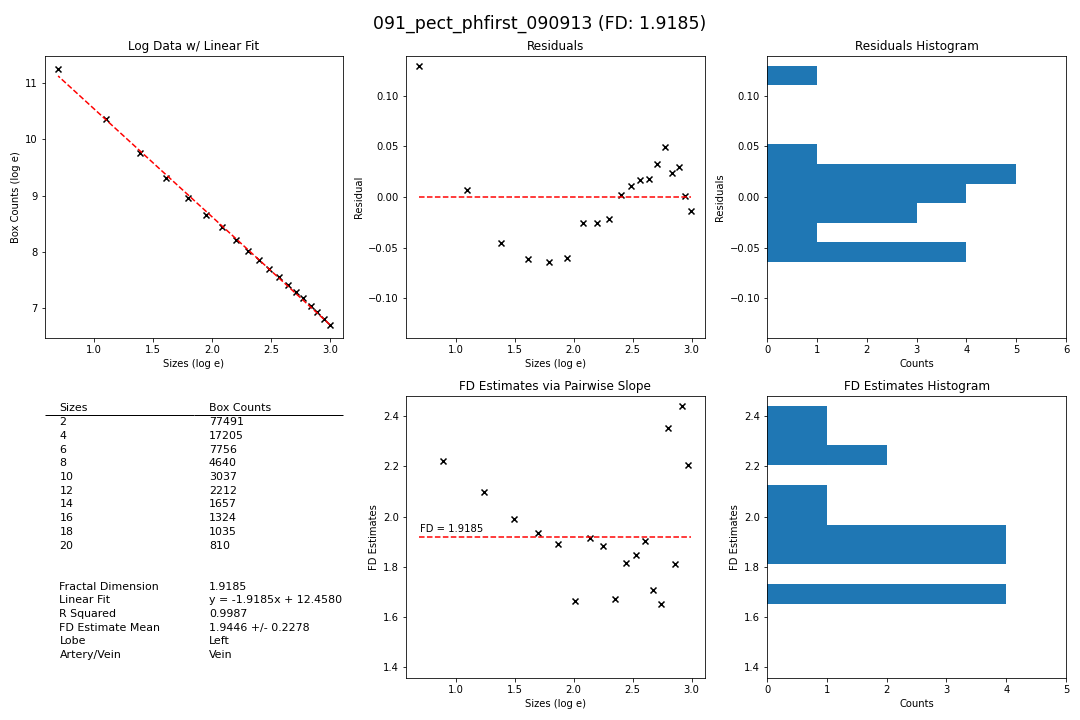 091_pect_phfirst_090913 (FD: 1.9185)
Log Data w/ Linear Fit
Box Counts (log e)
11
10
9
8
7
1.0
1.5
2.0
2.5
3.0
Sizes (log e)
Residuals
Residual
0.10
0.05
0.00
−0.05
−0.10
1.0
1.5
2.0
2.5
3.0
Sizes (log e)
Residuals Histogram
Residuals
0.10
0.05
0.00
−0.05
−0.10
0
1
2
3
4
5
6
Counts
Sizes Box Counts
2 77491
4 17205
6 7756
8 4640
10 3037
12 2212
14 1657
16 1324
18 1035
20 810
Fractal Dimension 1.9185
Linear Fit y = -1.9185x + 12.4580
R Squared 0.9987
FD Estimate Mean 1.9446 +/- 0.2278
Lobe Left
Artery/Vein Vein
FD Estimates via Pairwise Slope
FD Estimates
2.4
2.2
2.0
1.8
1.6
1.4
FD = 1.9185
1.0
1.5
2.0
2.5
3.0
Sizes (log e)
FD Estimates Histogram
FD Estimates
2.4
2.2
2.0
1.8
1.6
1.4
0
1
2
3
4
5
Counts